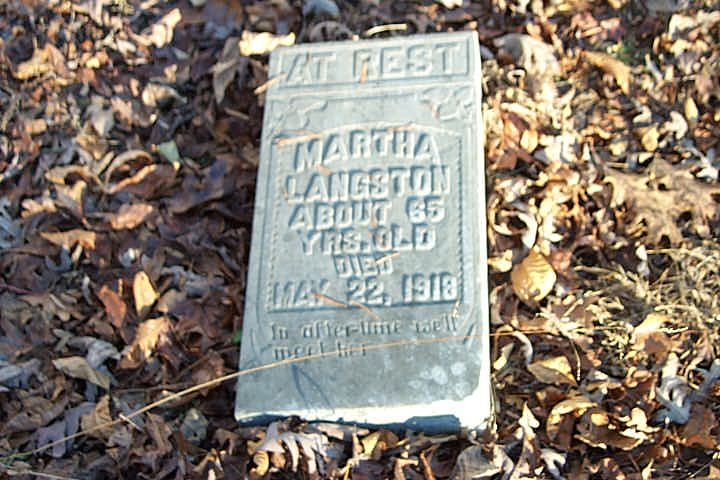 AT REST
MARTHA
LANGSTON
ABOUT 65
YRS. OLD
DIED
MAY 22, 1918
In after-time we'll
meet her